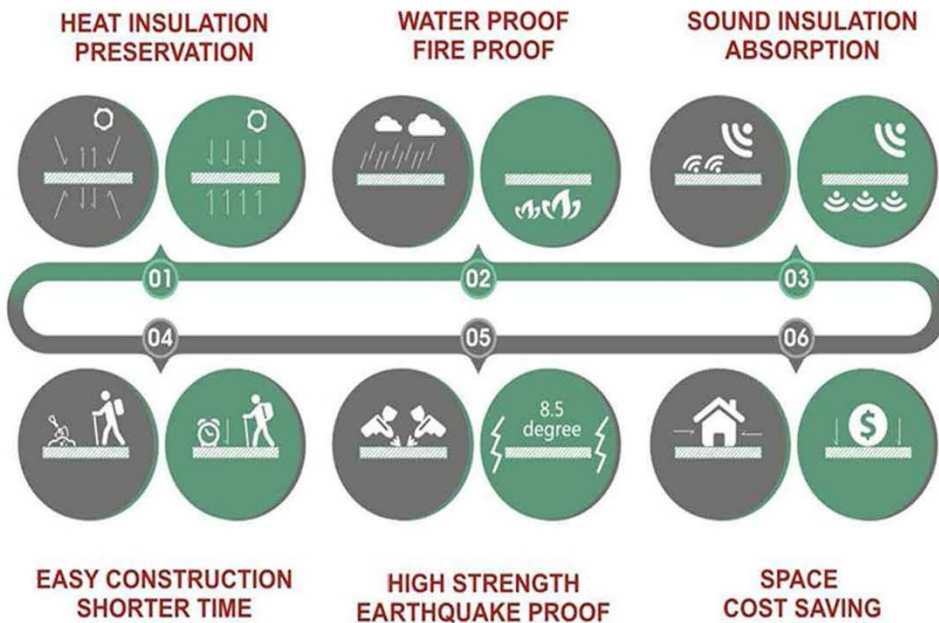 HEAT INSULATION
PRESERVATION
WATER PROOF
FIRE PROOF
SOUND INSULATION
ABSORPTION
01
02
03
04
05
06
8.5
degree
$
EASY CONSTRUCTION
SHORTER TIME
HIGH STRENGTH
EARTHQUAKE PROOF
SPACE
COST SAVING